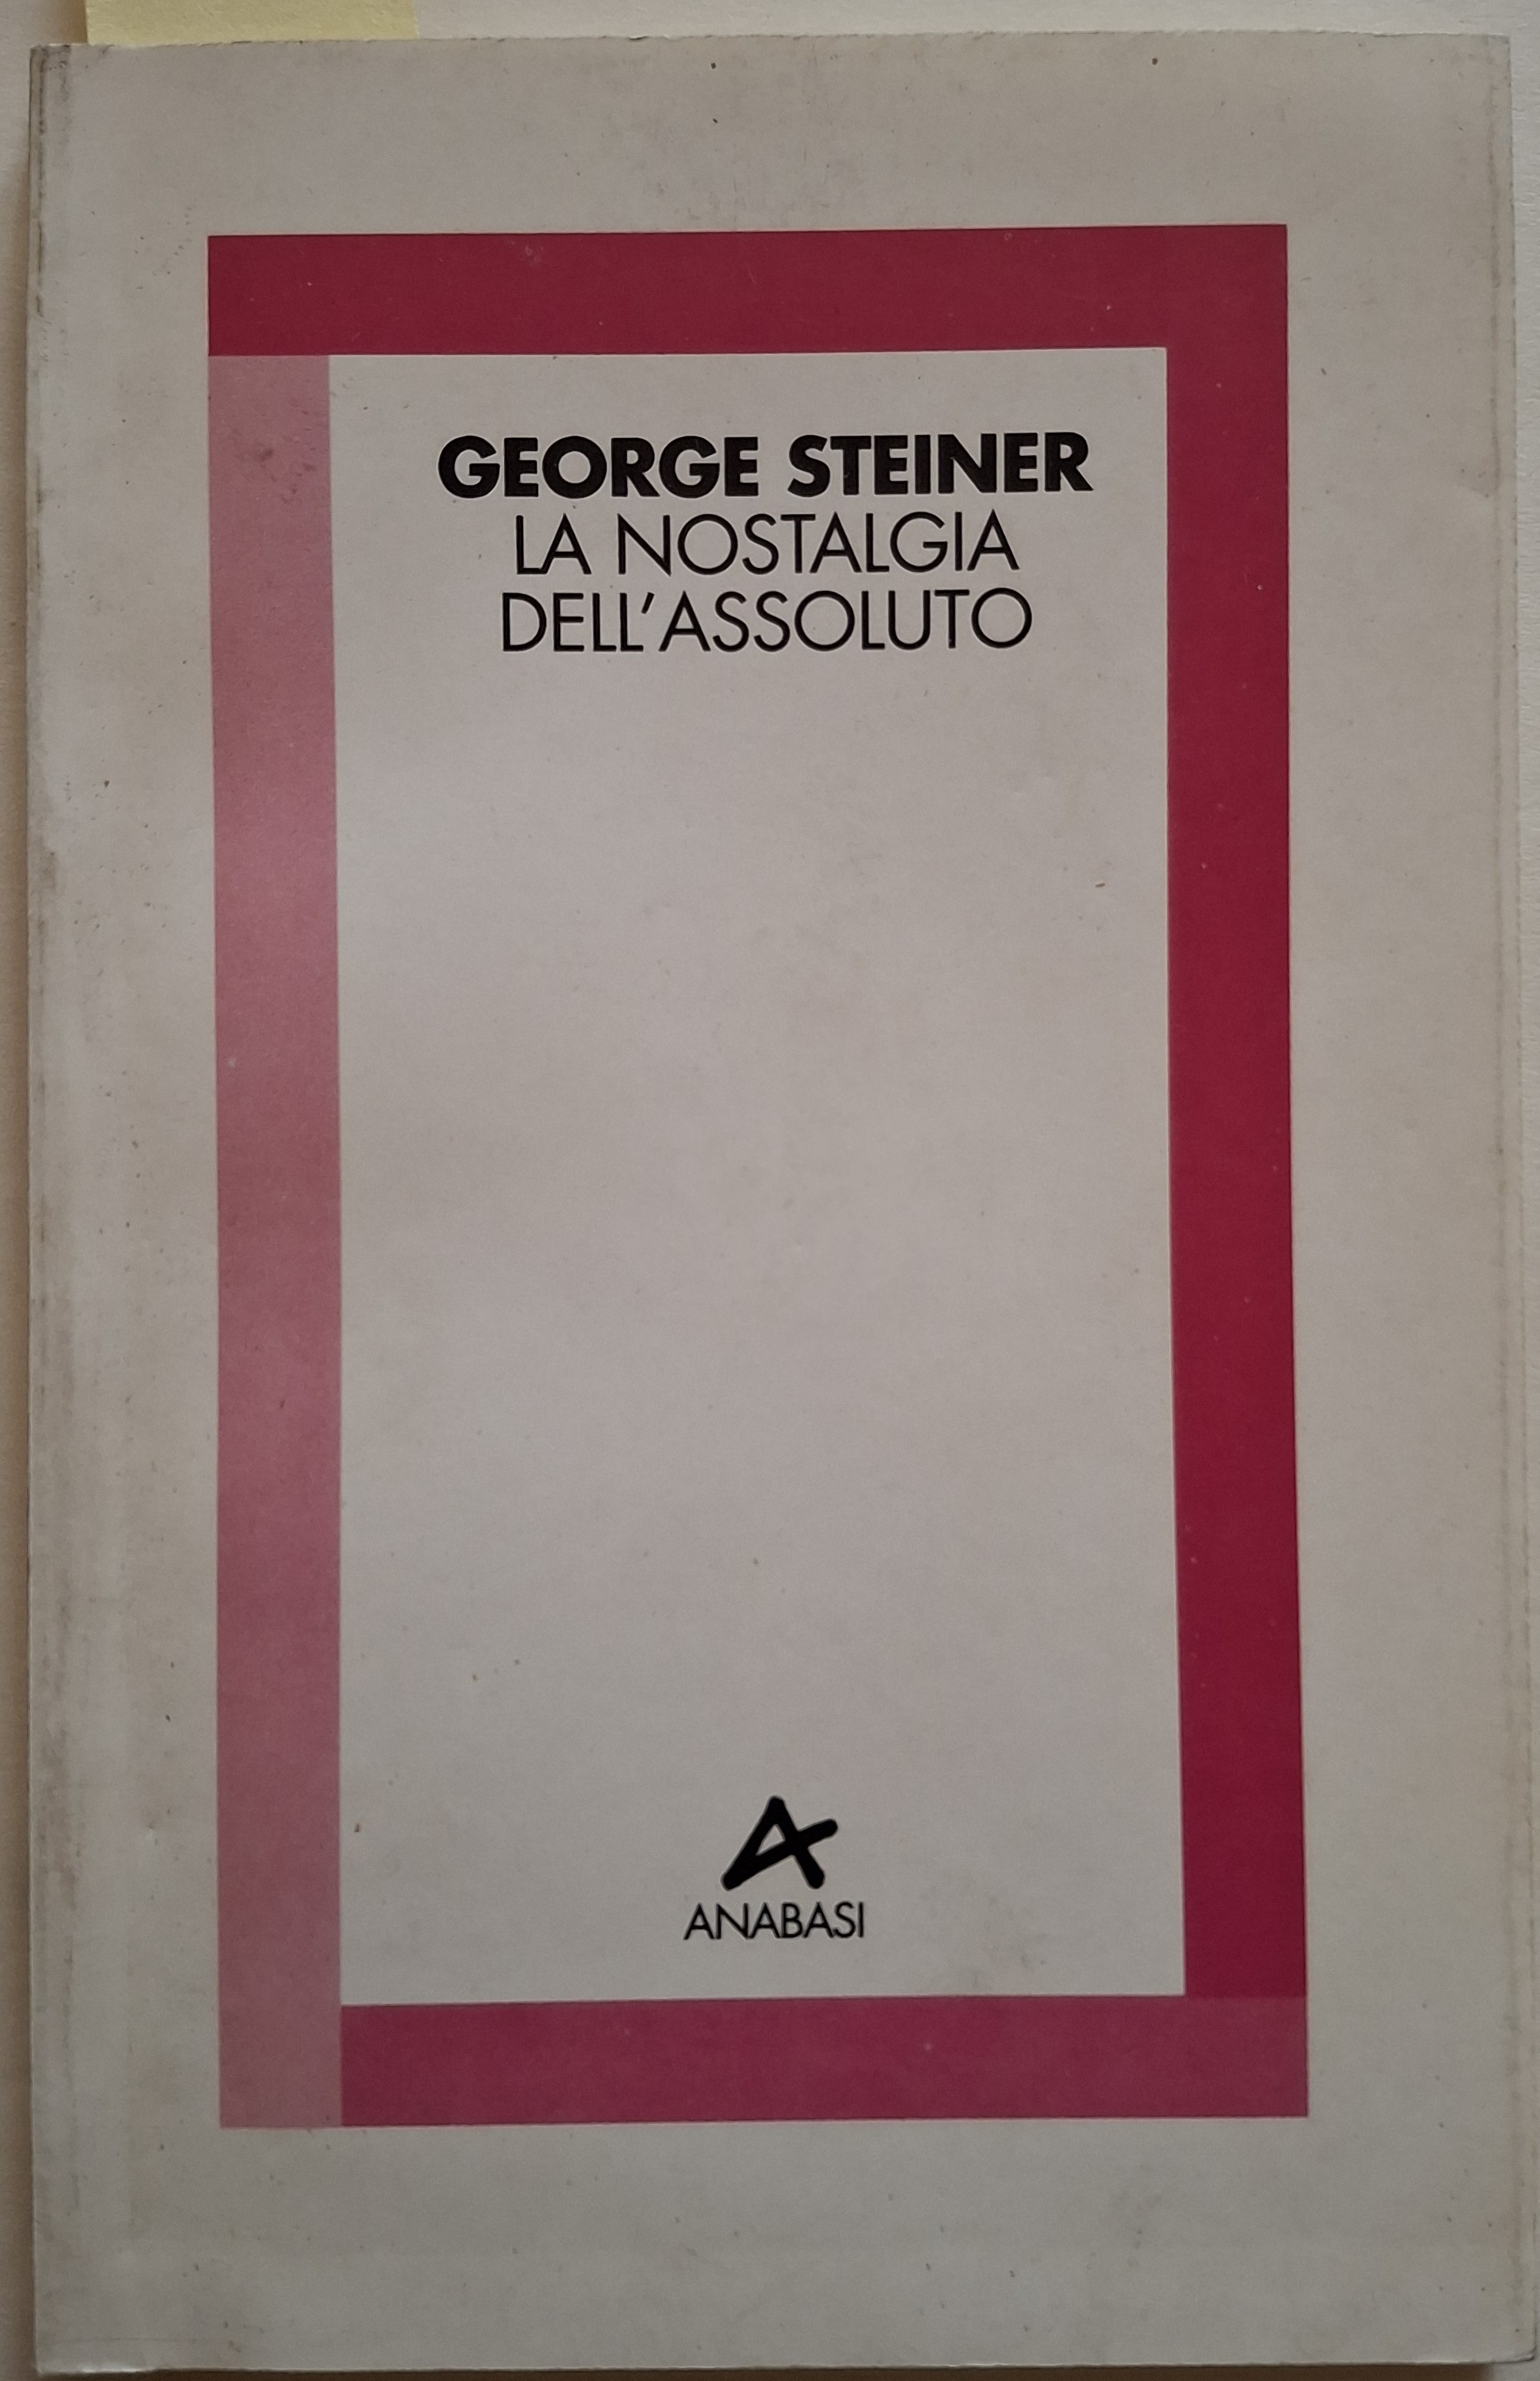 GEORGE STEINER
LA NOSTALGIA
DELL'ASSOLUTO
ANABASI